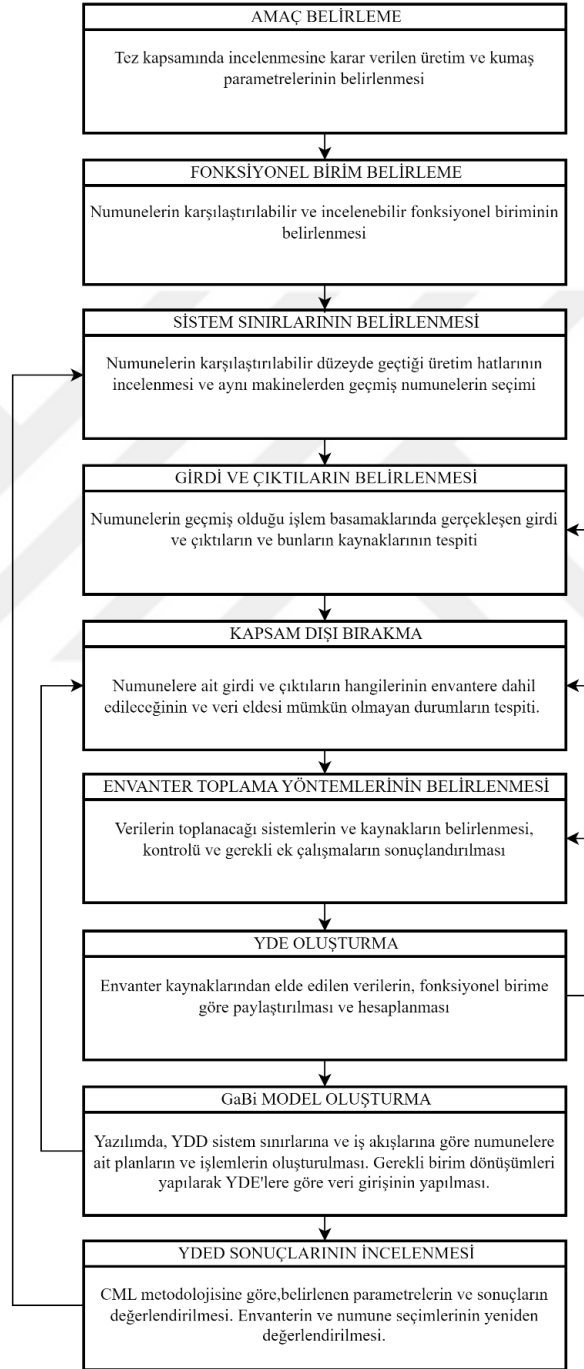 AMAÇ BELİRLEME
Tez kapsamında incelenmesine karar verilen üretim ve kumaş
parametrelerinin belirlenmesi
FONKSİYONEL BİRİM BELİRLEME
Numunelerin karşılaştırılabilir ve incelenebilir fonksiyonel biriminin
belirlenmesi
SİSTEM SINIRLARININ BELİRLENMESİ
Numunelerin karşılaştırılabilir düzeyde geçtiği üretim hatlarının
incelenmesi ve aynı makinelerden geçmiş numunelerin seçimi
GİRDİ VE ÇIKTILARIN BELİRLENMESİ
Numunelerin geçmiş olduğu işlem basamaklarında gerçekleşen girdi
ve çıktıların ve bunların kaynaklarının tespiti
KAPSAM DIŞI BIRAKMA
Numunelere ait girdi ve çıktıların hangilerinin envantere dahil
edileceğinin ve veri eldesi mümkün olmayan durumların tespiti.
ENVANTER TOPLAMA YÖNTEMLERİNİN BELİRLENMESİ
Verilerin toplanacağı sistemlerin ve kaynakların belirlenmesi,
kontrolü ve gerekli ek çalışmaların sonuçlandırılması
YDE OLUŞTURMA
Envanter kaynaklarından elde edilen verilerin, fonksiyonel birime
göre paylaştırılması ve hesaplanması
GaBi MODEL OLUŞTURMA
Yazılımda, YDD sistem sınırlarına ve iş akışlarına göre numunelere
ait planların ve işlemlerin oluşturulması. Gerekli birim dönüşümleri
yapılarak YDE'lere göre veri girişinin yapılması.
YDED SONUÇLARININ İNCELENMESİ
CML metodolojisine göre,belirlenen parametrelerin ve sonuçların
değerlendirilmesi. Envanterin ve numune seçimlerinin yeniden
değerlendirilmesi.